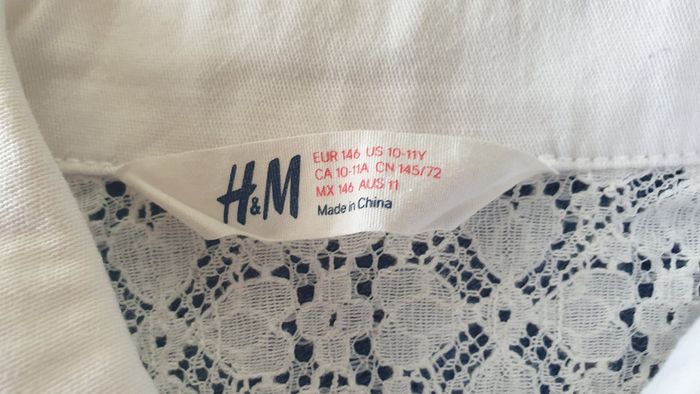 H&M
EUR 146 US 10-11Y
CA 10-11A CN 145/72
MX 146 AUS 11
Made in China